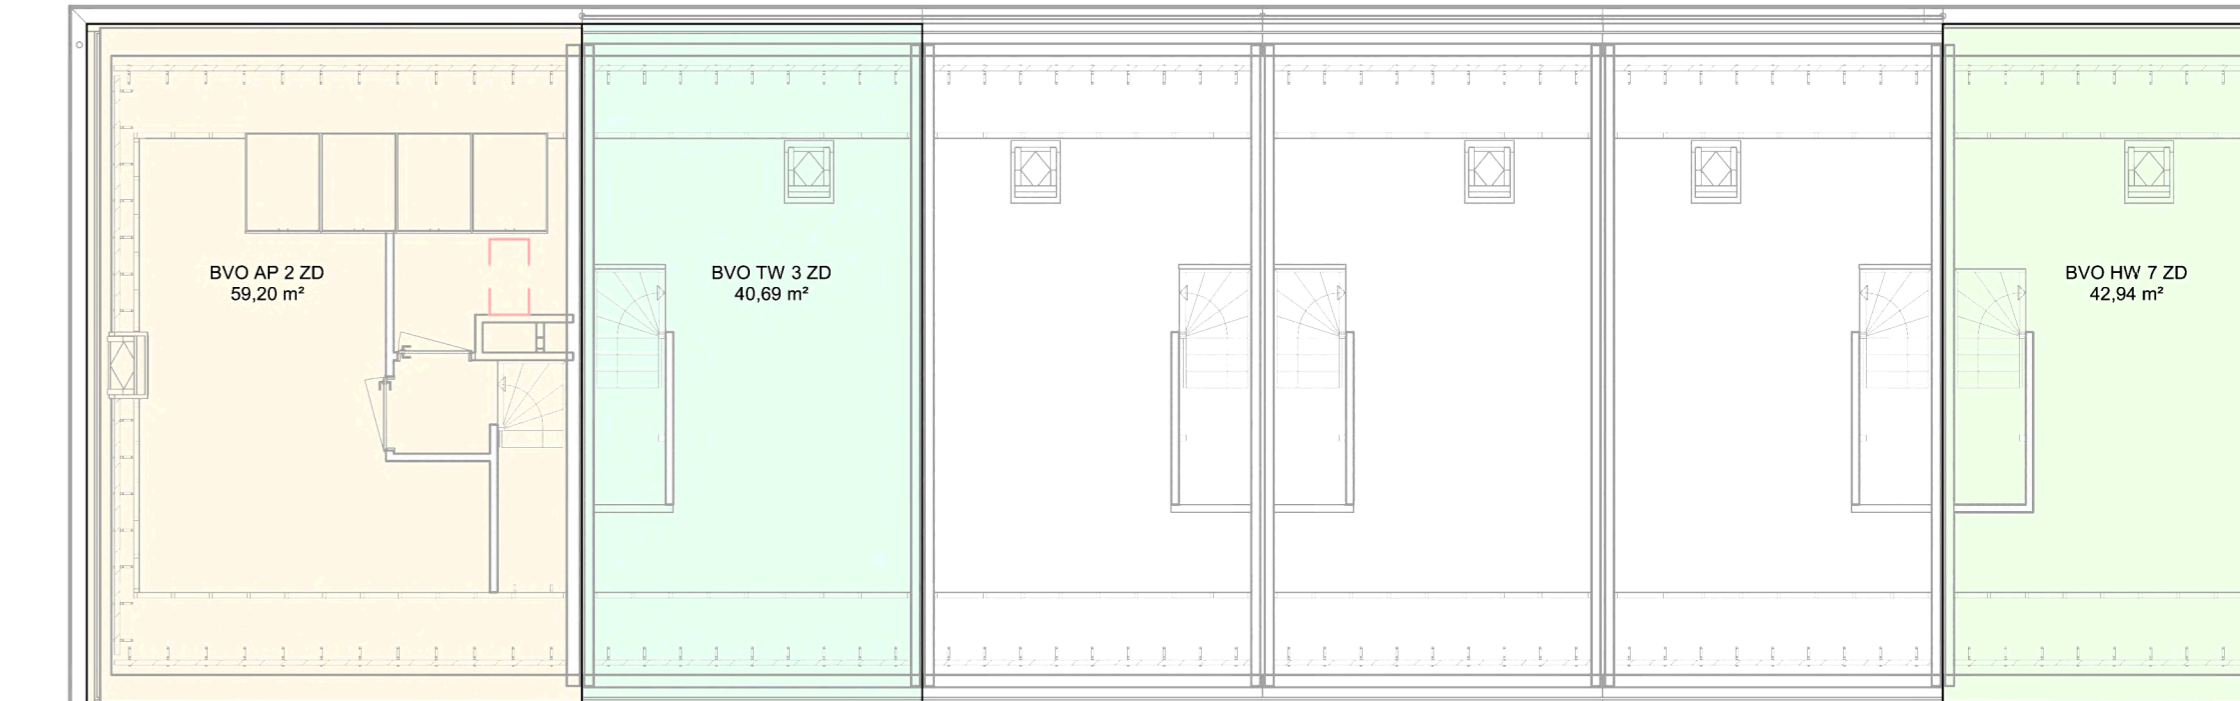 BVO AP 2 ZD
59,20 m²
BVO TW 3 ZD
40,69 m²
BVO HW 7 ZD
42,94 m²